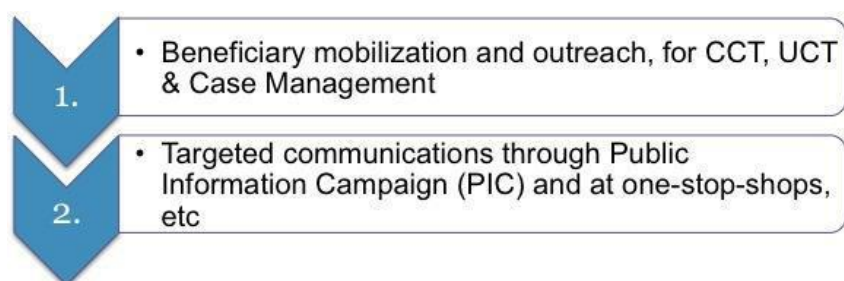 1.
• Beneficiary mobilization and outreach, for CCT, UCT
& Case Management
2.
• Targeted communications through Public
Information Campaign (PIC) and at one-stop-shops,
etc